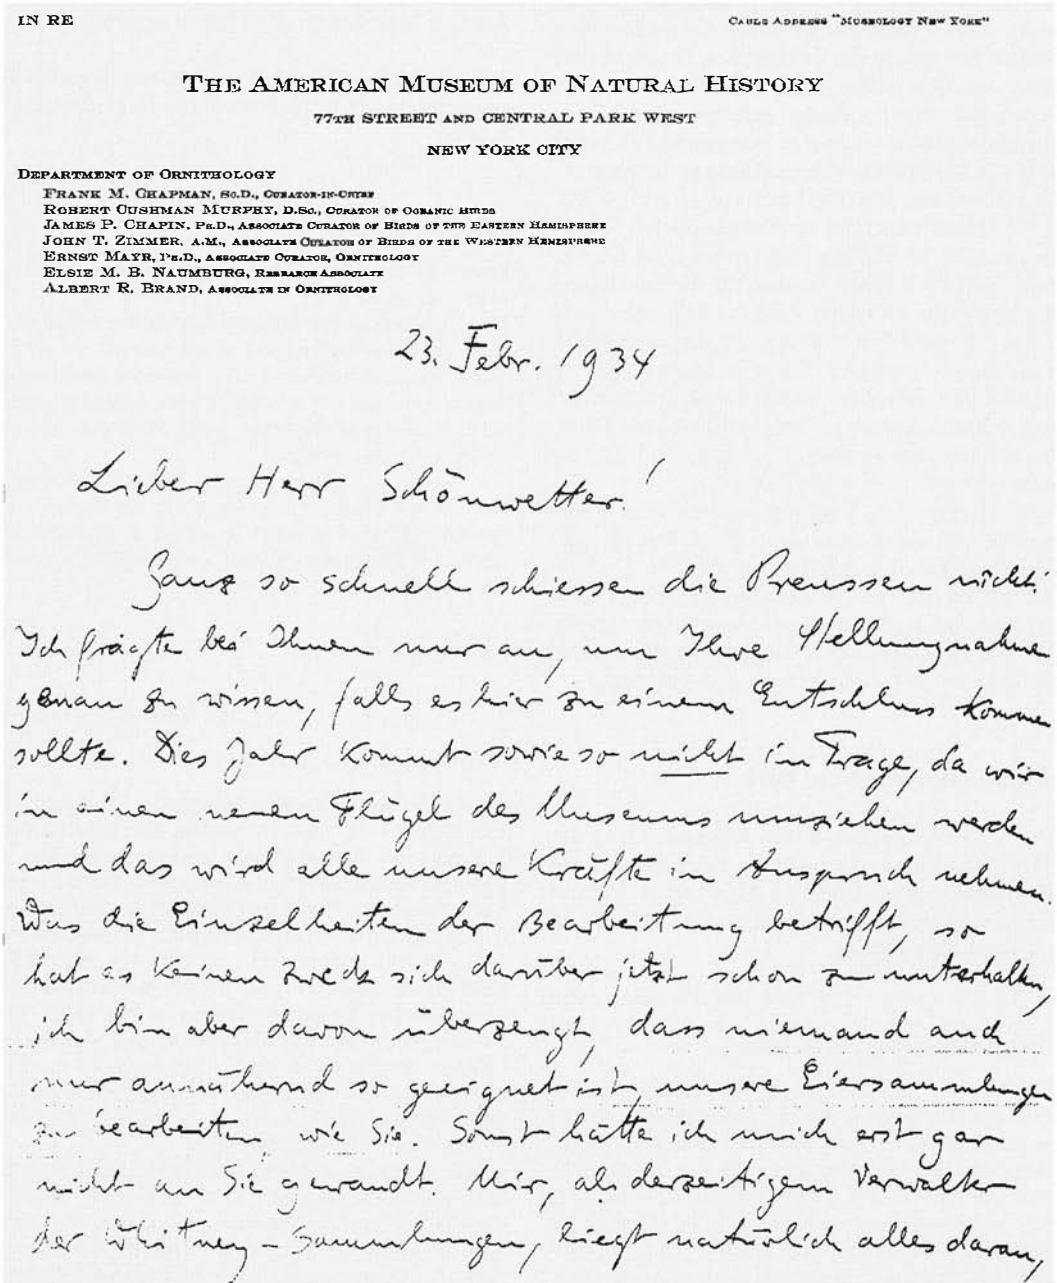 IN RE
CABLE ADDRESS "MUSEOLOGY NEW YORK"
THE AMERICAN MUSEUM OF NATURAL HISTORY
77TH STREET AND CENTRAL PARK WEST
NEW YORK CITY
DEPARTMENT OF ORNITHOLOGY
FRANK M. CHAPMAN, SC.D., CURATOR-IN-CHIEF
ROBERT CUSHMAN MURPHY, D.SC., CURATOR OF OCEANIC BIRDS
JAMES P. CHAPIN, PH.D., ASSOCIATE CURATOR OF BIRDS OF THE EASTERN HEMISPHERE
JOHN T. ZIMMER, A.M., ASSOCIATE CURATOR OF BIRDS OF THE WESTERN HEMISPHERE
ERNST MAYR, PH.D., ASSOCIATE CURATOR, ORNITHOLOGY
ELSIE M. B. NAUMBURG, RESEARCH ASSOCIATE
ALBERT R. BRAND, ASSOCIATE IN ORNITHOLOGY
23. Febr. 1934
Lieber Herr Schönwetter!
Ganz so schnell schiessen die Preussen nicht!
Ich fragte bei Ihnen nur an, um Ihre Stellungnahme
genau zu wissen, falls es hier zu einem Entschluss kommen
sollte. Dies Jahr kommt sowieso nicht in Frage, da wir
in einen neuen Flügel des Museums umziehen werden
und das wird alle unsere Kräfte in Anspruch nehmen.
Was die Einzelheiten der Bearbeitung betrifft, so
hat es keinen Zweck sich darüber jetzt schon zu unterhalten,
ich bin aber davon überzeugt, dass niemand auch
nur annähernd so geeignet ist, unsere Eiersammlungen
zu bearbeiten, wie Sie. Sonst hätte ich mich erst gar
nicht an Sie gewandt. Mir, als derzeitigem Verwalter
der Whitney-Sammlungen, liegt natürlich alles daran,